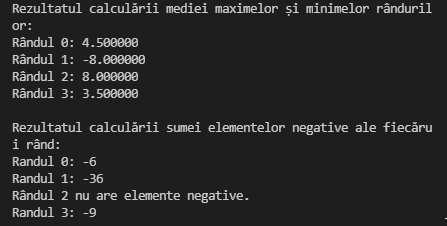 Rezultatul calculării mediei maximelor și minimelor rânduril
or:
Rândul 0: 4.500000
Rândul 1: -8.000000
Rândul 2: 8.000000
Rândul 3: 3.500000
Rezultatul calculării sumei elementelor negative ale fiecăru
i rând:
Randul 0: -6
Randul 1: -36
Rândul 2 nu are elemente negative.
Randul 3: -9